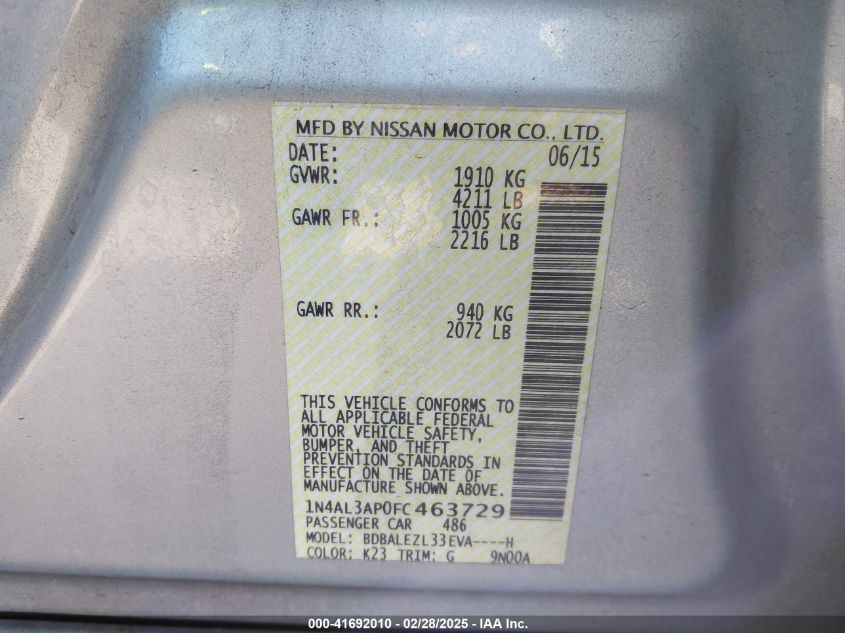 MFD BY NISSAN MOTOR CO., LTD.
DATE: 06/15
GVWR: 1910 KG
4211 LB
GAWR FR.: 1005 KG
2216 LB
GAWR RR.: 940 KG
2072 LB
THIS VEHICLE CONFORMS TO
ALL APPLICABLE FEDERAL
MOTOR VEHICLE SAFETY,
BUMPER, AND THEFT
PREVENTION STANDARDS IN
EFFECT ON THE DATE OF
MANUFACTURE SHOWN ABOVE.
1N4AL3AP0FC463729
PASSENGER CAR 486
MODEL: BDBALEZL33EVA----H
COLOR: K23 TRIM: G 9N00A
000-41692010 - 02/28/2025 - IAA Inc.